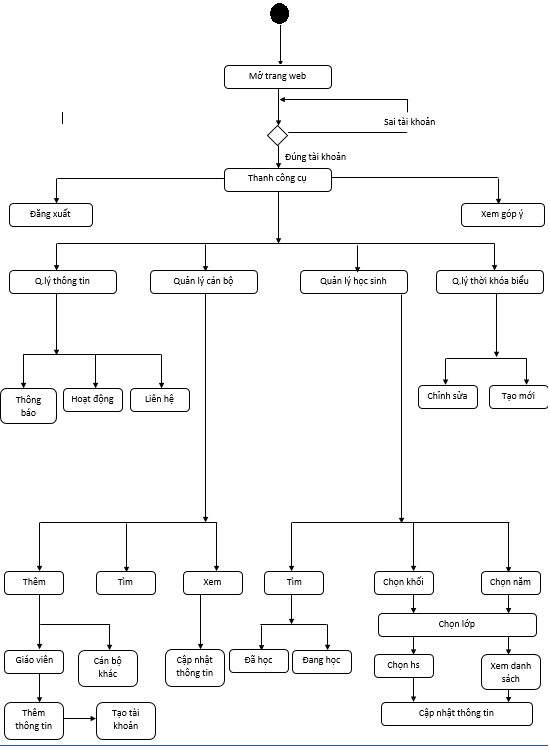 Mở trang web
Sai tài khoản
Đúng tài khoản
Thanh công cụ
Đăng xuất
Xem góp ý
Q.lý thông tin
Quản lý cán bộ
Quản lý học sinh
Q.lý thời khóa biểu
Thông
báo
Hoạt động
Liên hệ
Chỉnh sửa
Tạo mới
Thêm
Tìm
Xem
Tìm
Chọn khối
Chọn năm
Chọn lớp
Giáo viên
Cán bộ
khác
Cập nhật
thông tin
Đã học
Đang học
Chọn hs
Xem danh
sách
Thêm
thông tin
Tạo tài
khoản
Cập nhật thông tin